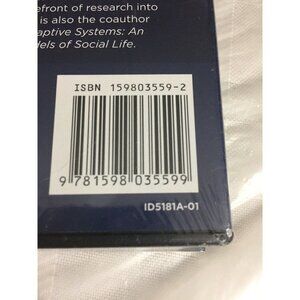 efront of research into
is also the coauthor
aptive Systems: An
dels of Social Life.
ISBN 159803559-2
9 781598 035599
ID5181A-01